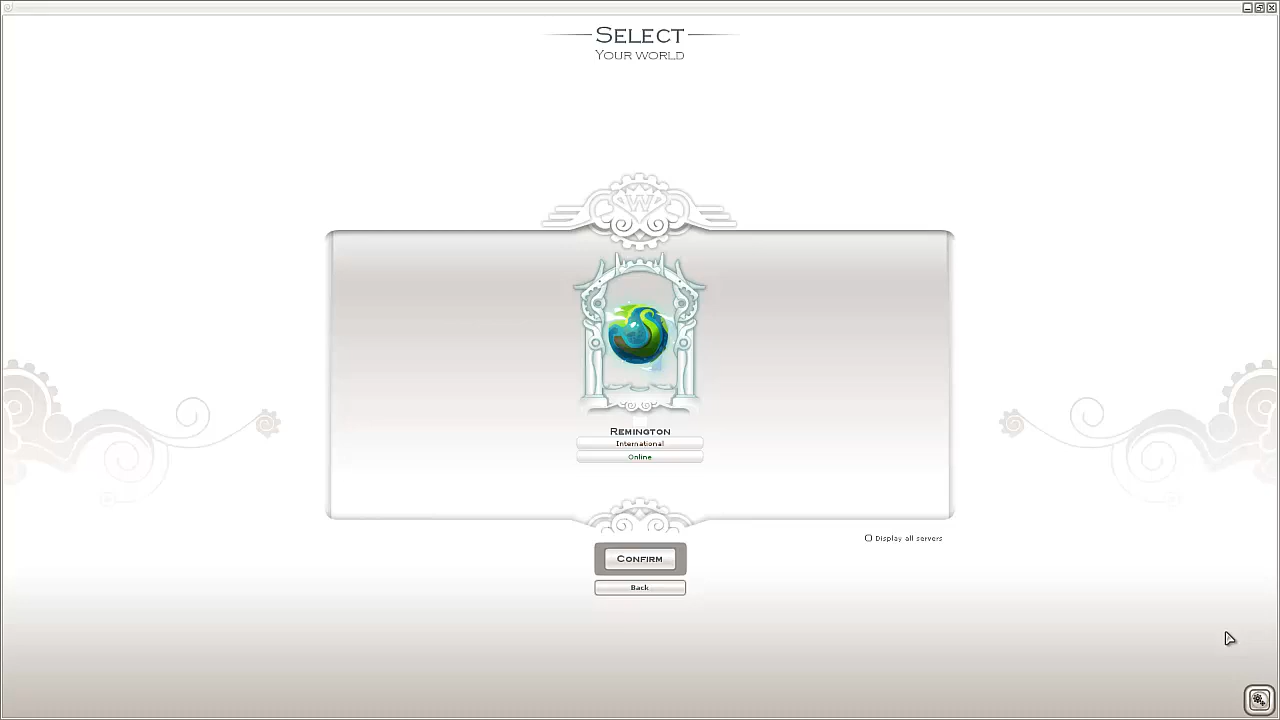 SELECT
YOUR WORLD
W
REMINGTON
International
Online
Display all servers
CONFIRM
Back